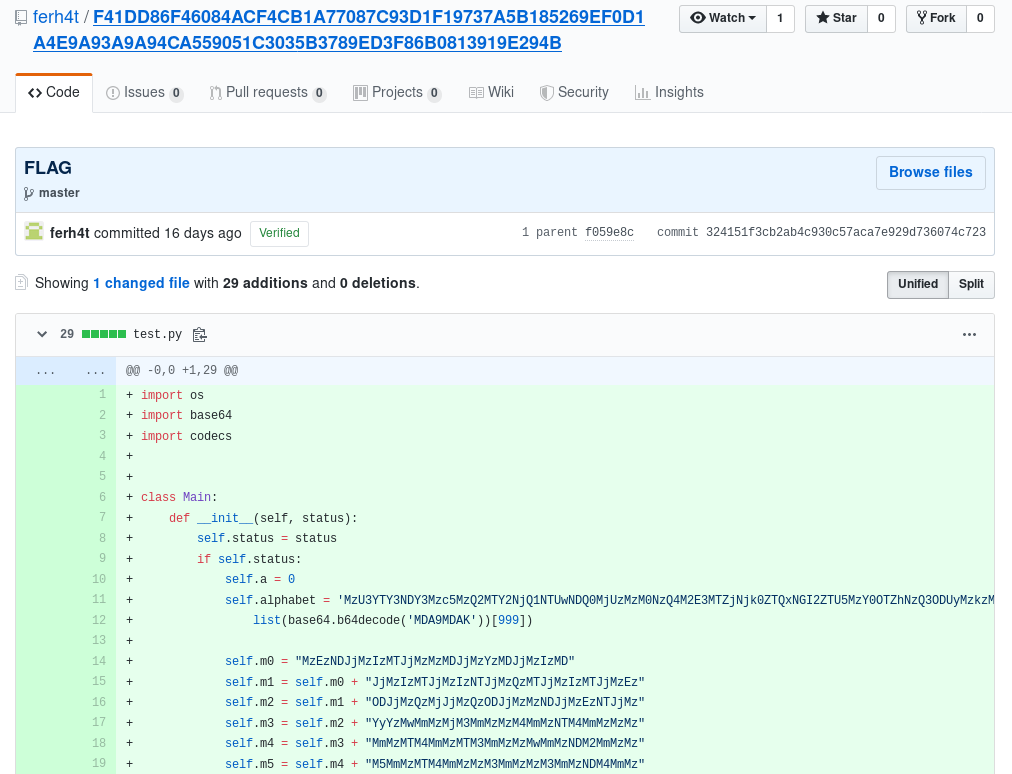 ferh4t / F41DD86F46084ACF4CB1A77087C93D1F19737A5B185269EF0D1
A4E9A93A9A94CA559051C3035B3789ED3F86B0813919E294B
Watch 1 Star 0 Fork 0
Code Issues 0 Pull requests 0 Projects 0 Wiki Security Insights
FLAG
Browse files
master
ferh4t committed 16 days ago Verified 1 parent f059e8c commit 324151f3cb2ab4c930c57aca7e929d736074c723
Showing 1 changed file with 29 additions and 0 deletions.
Unified Split
29 test.py
... ... @@ -0,0 +1,29 @@
1 + import os
2 + import base64
3 + import codecs
4 +
5 +
6 + class Main:
7 + def __init__(self, status):
8 + self.status = status
9 + if self.status:
10 + self.a = 0
11 + self.alphabet = 'MzU3YTY3NDY3Mzc5MzQ2MTY2NjQ1NTUwNDQ0MjUzMzM0NzQ4M2E3MTZjNjk0ZTQxNGI2ZTU5MzY0OTZhNzQ3ODUyMzkzM
12 + list(base64.b64decode('MDA9MDAK'))[999])
13 +
14 + self.m0 = "MzEzNDJjMzIzMTJjMzMzMDJjMzYzMDJjMzIzMD"
15 + self.m1 = self.m0 + "JjMzIzMTJjMzIzNTJjMzQzMTJjMzIzMTJjMzEz"
16 + self.m2 = self.m1 + "ODJjMzQzMjJjMzQzODJjMzMzNDJjMzEzNTJjMz"
17 + self.m3 = self.m2 + "YyYzMwMmMzMjM3MmMzMzM4MmMzNTM4MmMzMzMz"
18 + self.m4 = self.m3 + "MmMzMTM4MmMzMTM3MmMzMzMwMmMzNDM2MmMzMz"
19 + self.m5 = self.m4 + "M5MmMzMTM4MmMzMzM3MmMzMzM3MmMzNDM4MmMz"